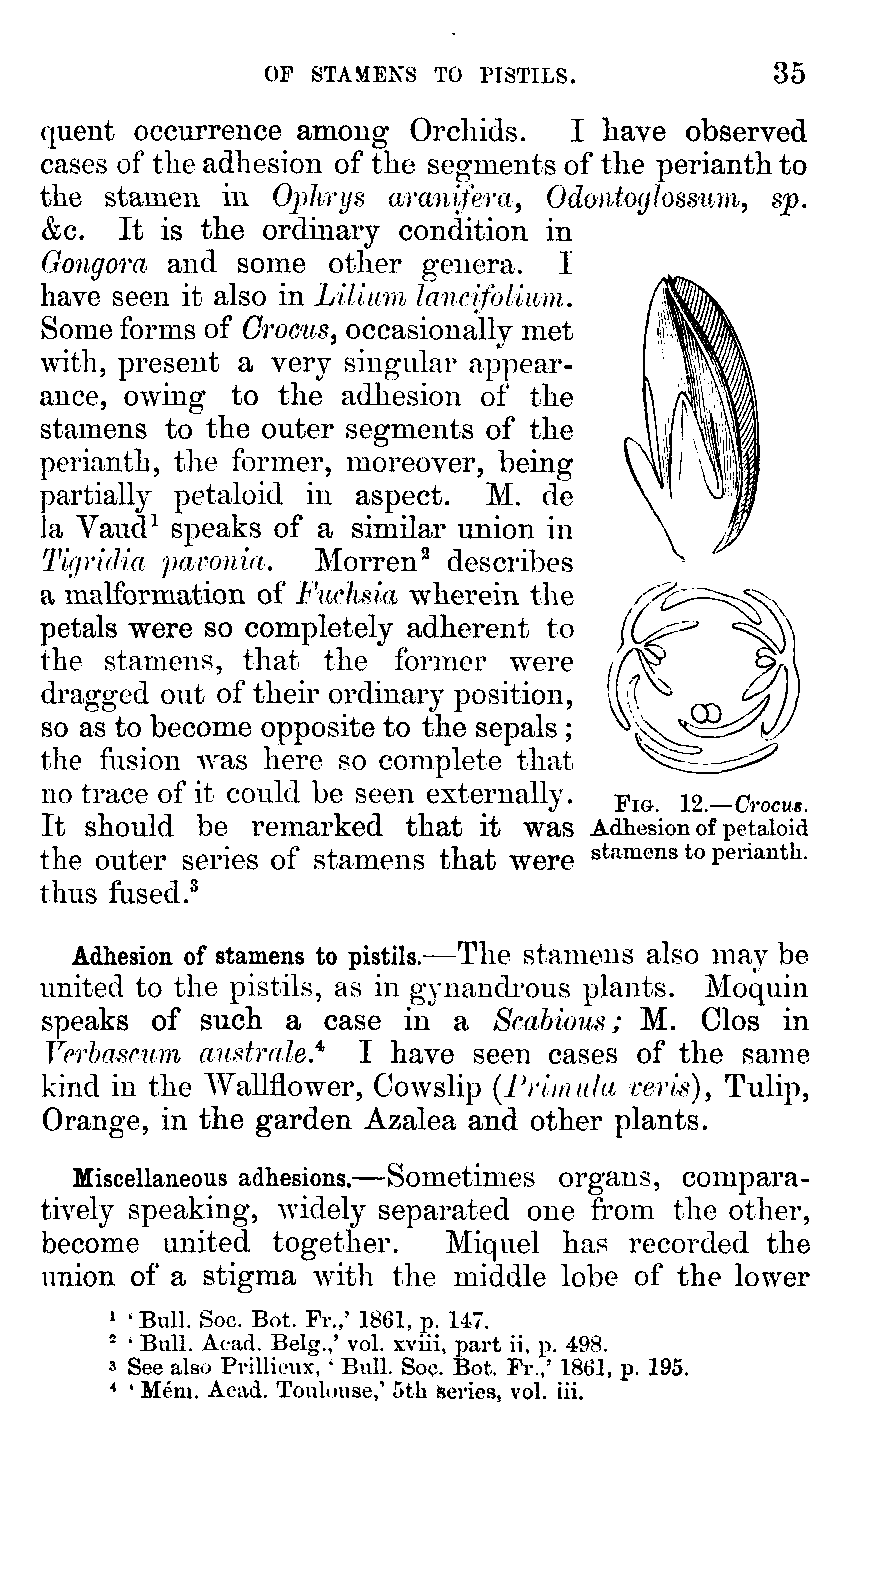 OF STAMENS TO PISTILS. 35
quent occurrence among Orchids. I have observed
cases of the adhesion of the segments of the perianth to
the stamen in Ophrys aranifera, Odontoglossum, sp.
&c. It is the ordinary condition in
Gongora and some other genera. I
have seen it also in Lilium lancifolium.
Some forms of Crocus, occasionally met
with, present a very singular appear-
ance, owing to the adhesion of the
stamens to the outer segments of the
perianth, the former, moreover, being
partially petaloid in aspect. M. de
la Vaud¹ speaks of a similar union in
Tigridia pavonia. Morren² describes
a malformation of Fuchsia wherein the
petals were so completely adherent to
the stamens, that the former were
dragged out of their ordinary position,
so as to become opposite to the sepals;
the fusion was here so complete that
no trace of it could be seen externally.
It should be remarked that it was
the outer series of stamens that were
thus fused.³
FIG. 12.—Crocus.
Adhesion of petaloid
stamens to perianth.
Adhesion of stamens to pistils.—The stamens also may be
united to the pistils, as in gynandrous plants. Moquin
speaks of such a case in a Scabious; M. Clos in
Verbascum australe.⁴ I have seen cases of the same
kind in the Wallflower, Cowslip (Primula veris), Tulip,
Orange, in the garden Azalea and other plants.
Miscellaneous adhesions.—Sometimes organs, compara-
tively speaking, widely separated one from the other,
become united together. Miquel has recorded the
union of a stigma with the middle lobe of the lower
¹ ‘Bull. Soc. Bot. Fr.,’ 1861, p. 147.
² ‘Bull. Acad. Belg.,’ vol. xviii, part ii, p. 498.
³ See also Prillieux, ‘Bull. Soc. Bot. Fr.,’ 1861, p. 195.
⁴ ‘Mém. Acad. Toulouse,’ 5th series, vol. iii.